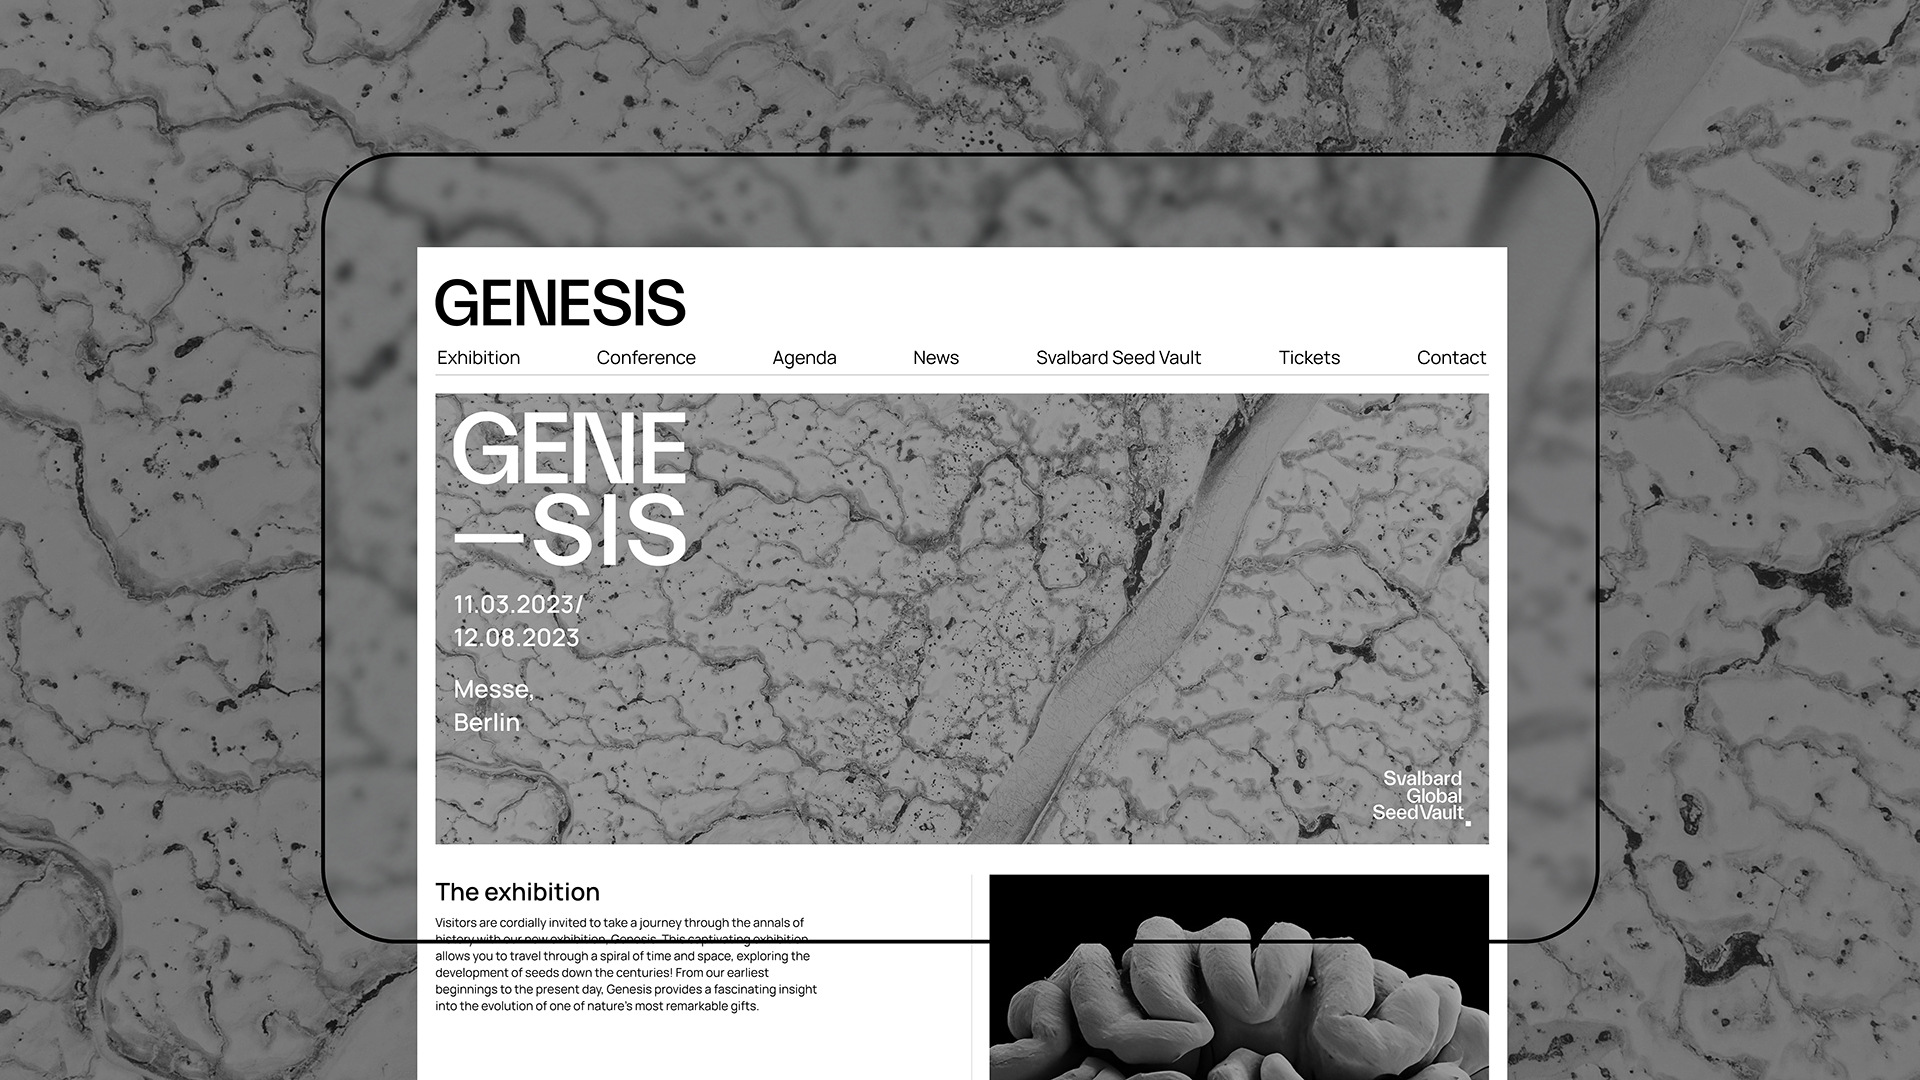 GENESIS
Exhibition Conference Agenda News Svalbard Seed Vault Tickets Contact
GENE
—SIS
11.03.2023/
12.08.2023
Messe,
Berlin
Svalbard
Global
SeedVault.
The exhibition
Visitors are cordially invited to take a journey through the annals of
history with our new exhibition, Genesis. This captivating exhibition
allows you to travel through a spiral of time and space, exploring the
development of seeds down the centuries! From our earliest
beginnings to the present day, Genesis provides a fascinating insight
into the evolution of one of nature's most remarkable gifts.